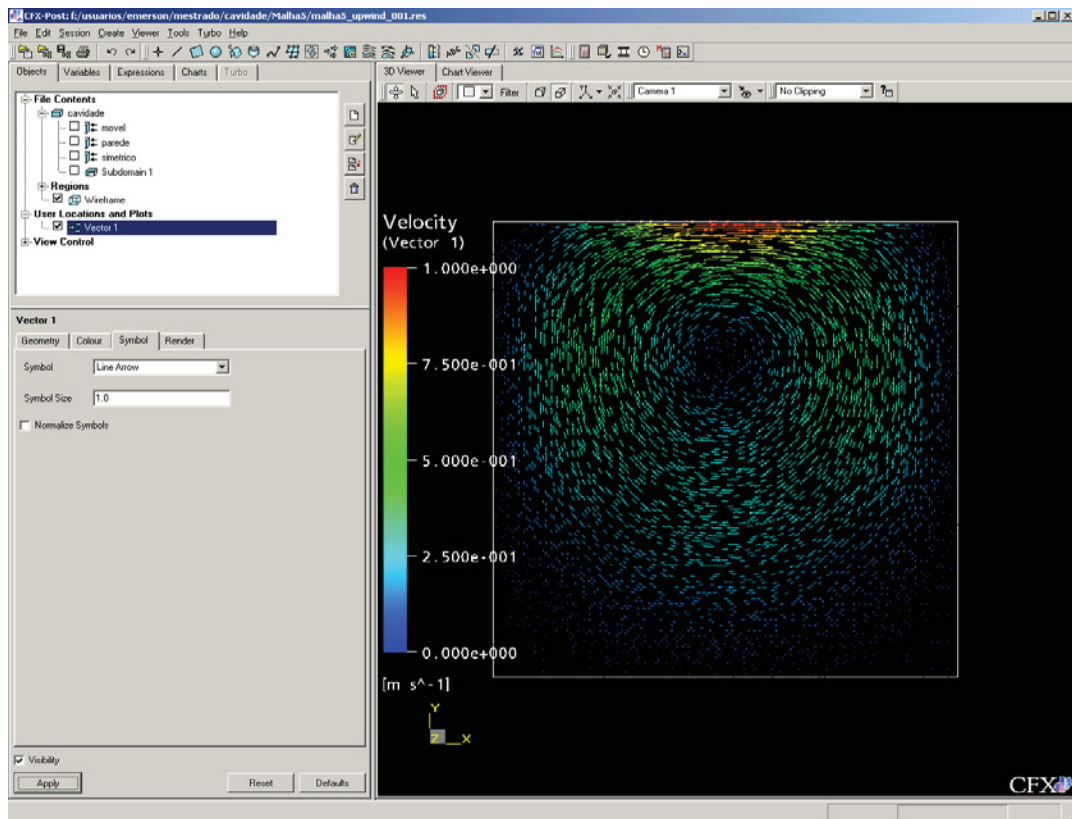 CFX-Post: f:/usuarios/emerson/mestrado/cavidade/Malha5/malha5_upwind_001.res
File Edit Session Create Viewer Tools Turbo Help
Objects Variables Expressions Charts Turbo
File Contents
cavidade
movel
parede
simetrico
Subdomain 1
Regions
Wireframe
User Locations and Plots
Vector 1
View Control
Vector 1
Geometry Colour Symbol Render
Symbol Line Arrow
Symbol Size 1.0
Normalize Symbols
Visibility
Apply Reset Defaults
3D Viewer Chart Viewer
Filter Camera 1 No Clipping
Velocity
(Vector 1)
1.000e+000
7.500e-001
5.000e-001
2.500e-001
0.000e+000
[m s^-1]
Y
Z X
CFX